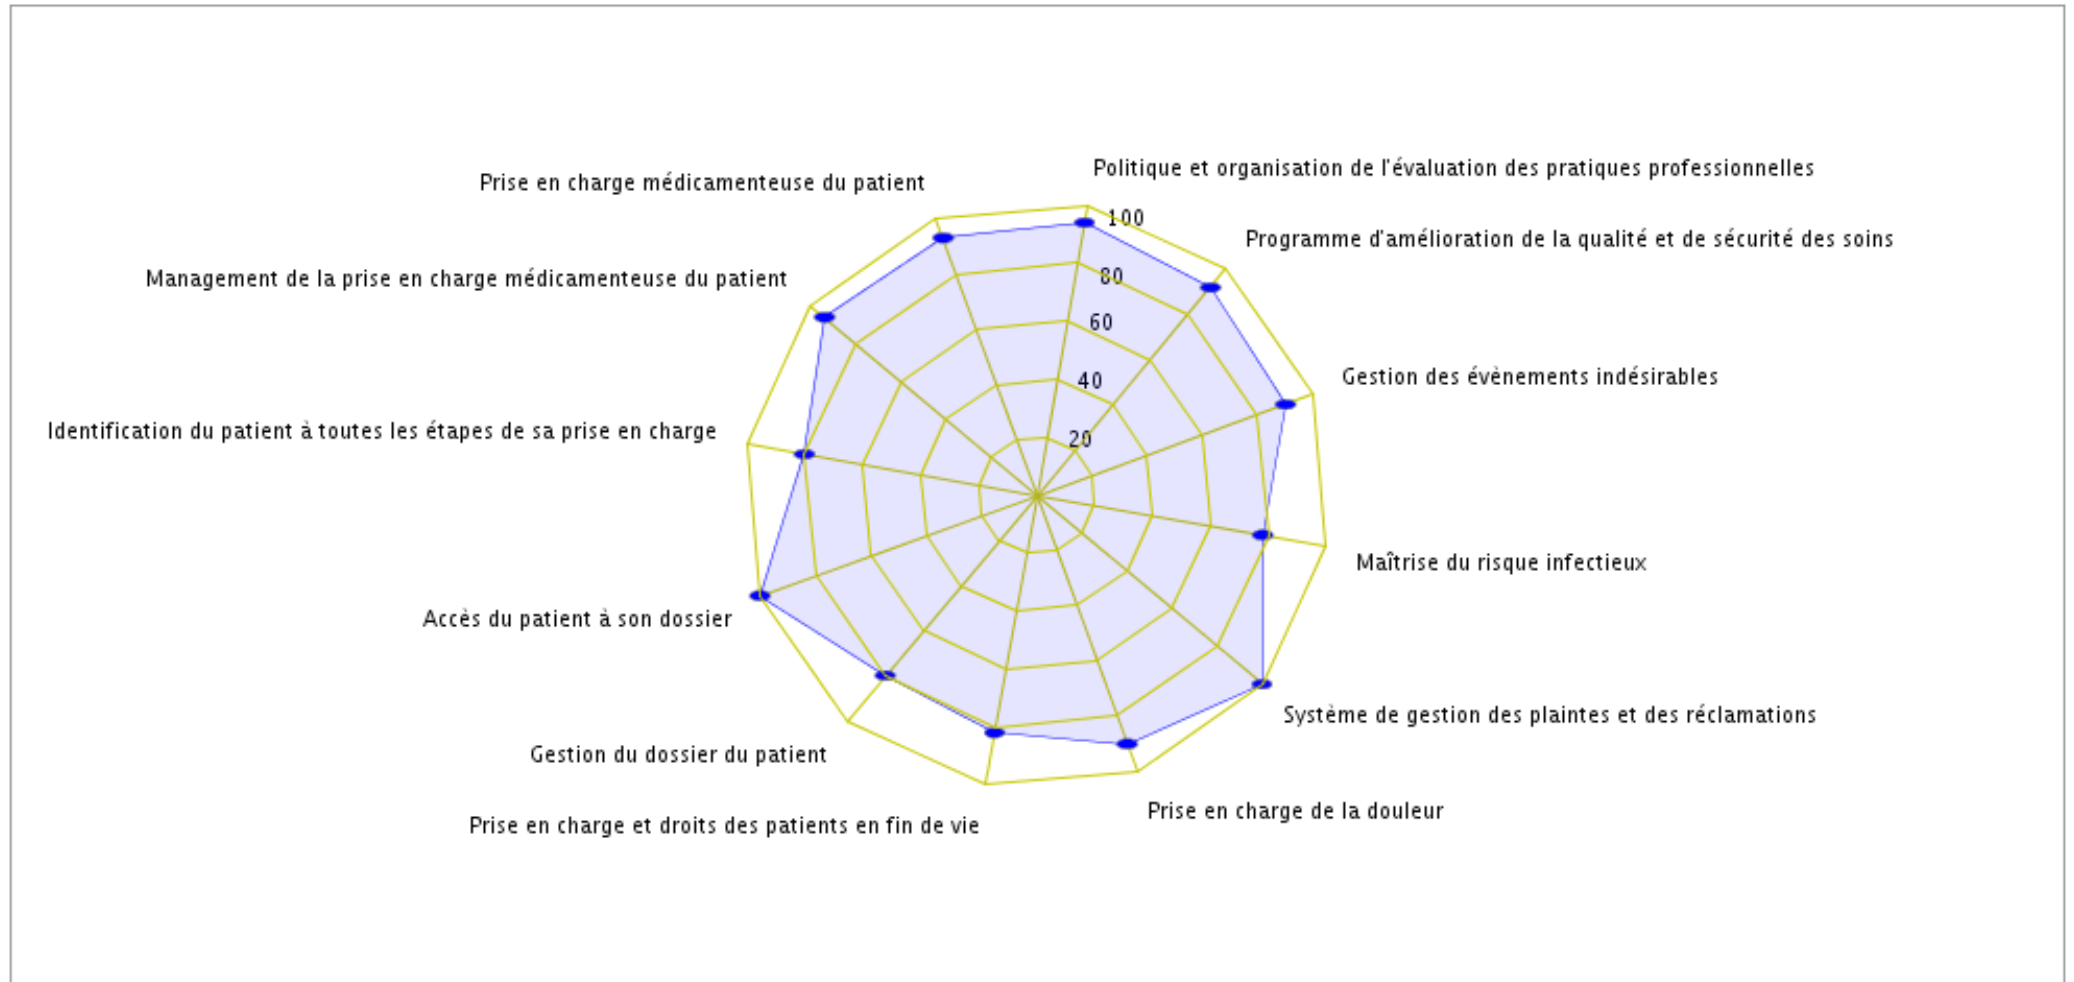 Politique et organisation de l'évaluation des pratiques professionnelles
Prise en charge médicamenteuse du patient
100
Programme d'amélioration de la qualité et de sécurité des soins
Management de la prise en charge médicamenteuse du patient
80
60
Gestion des évènements indésirables
40
Identification du patient à toutes les étapes de sa prise en charge
20
Maîtrise du risque infectieux
Accès du patient à son dossier
Système de gestion des plaintes et des réclamations
Gestion du dossier du patient
Prise en charge de la douleur
Prise en charge et droits des patients en fin de vie